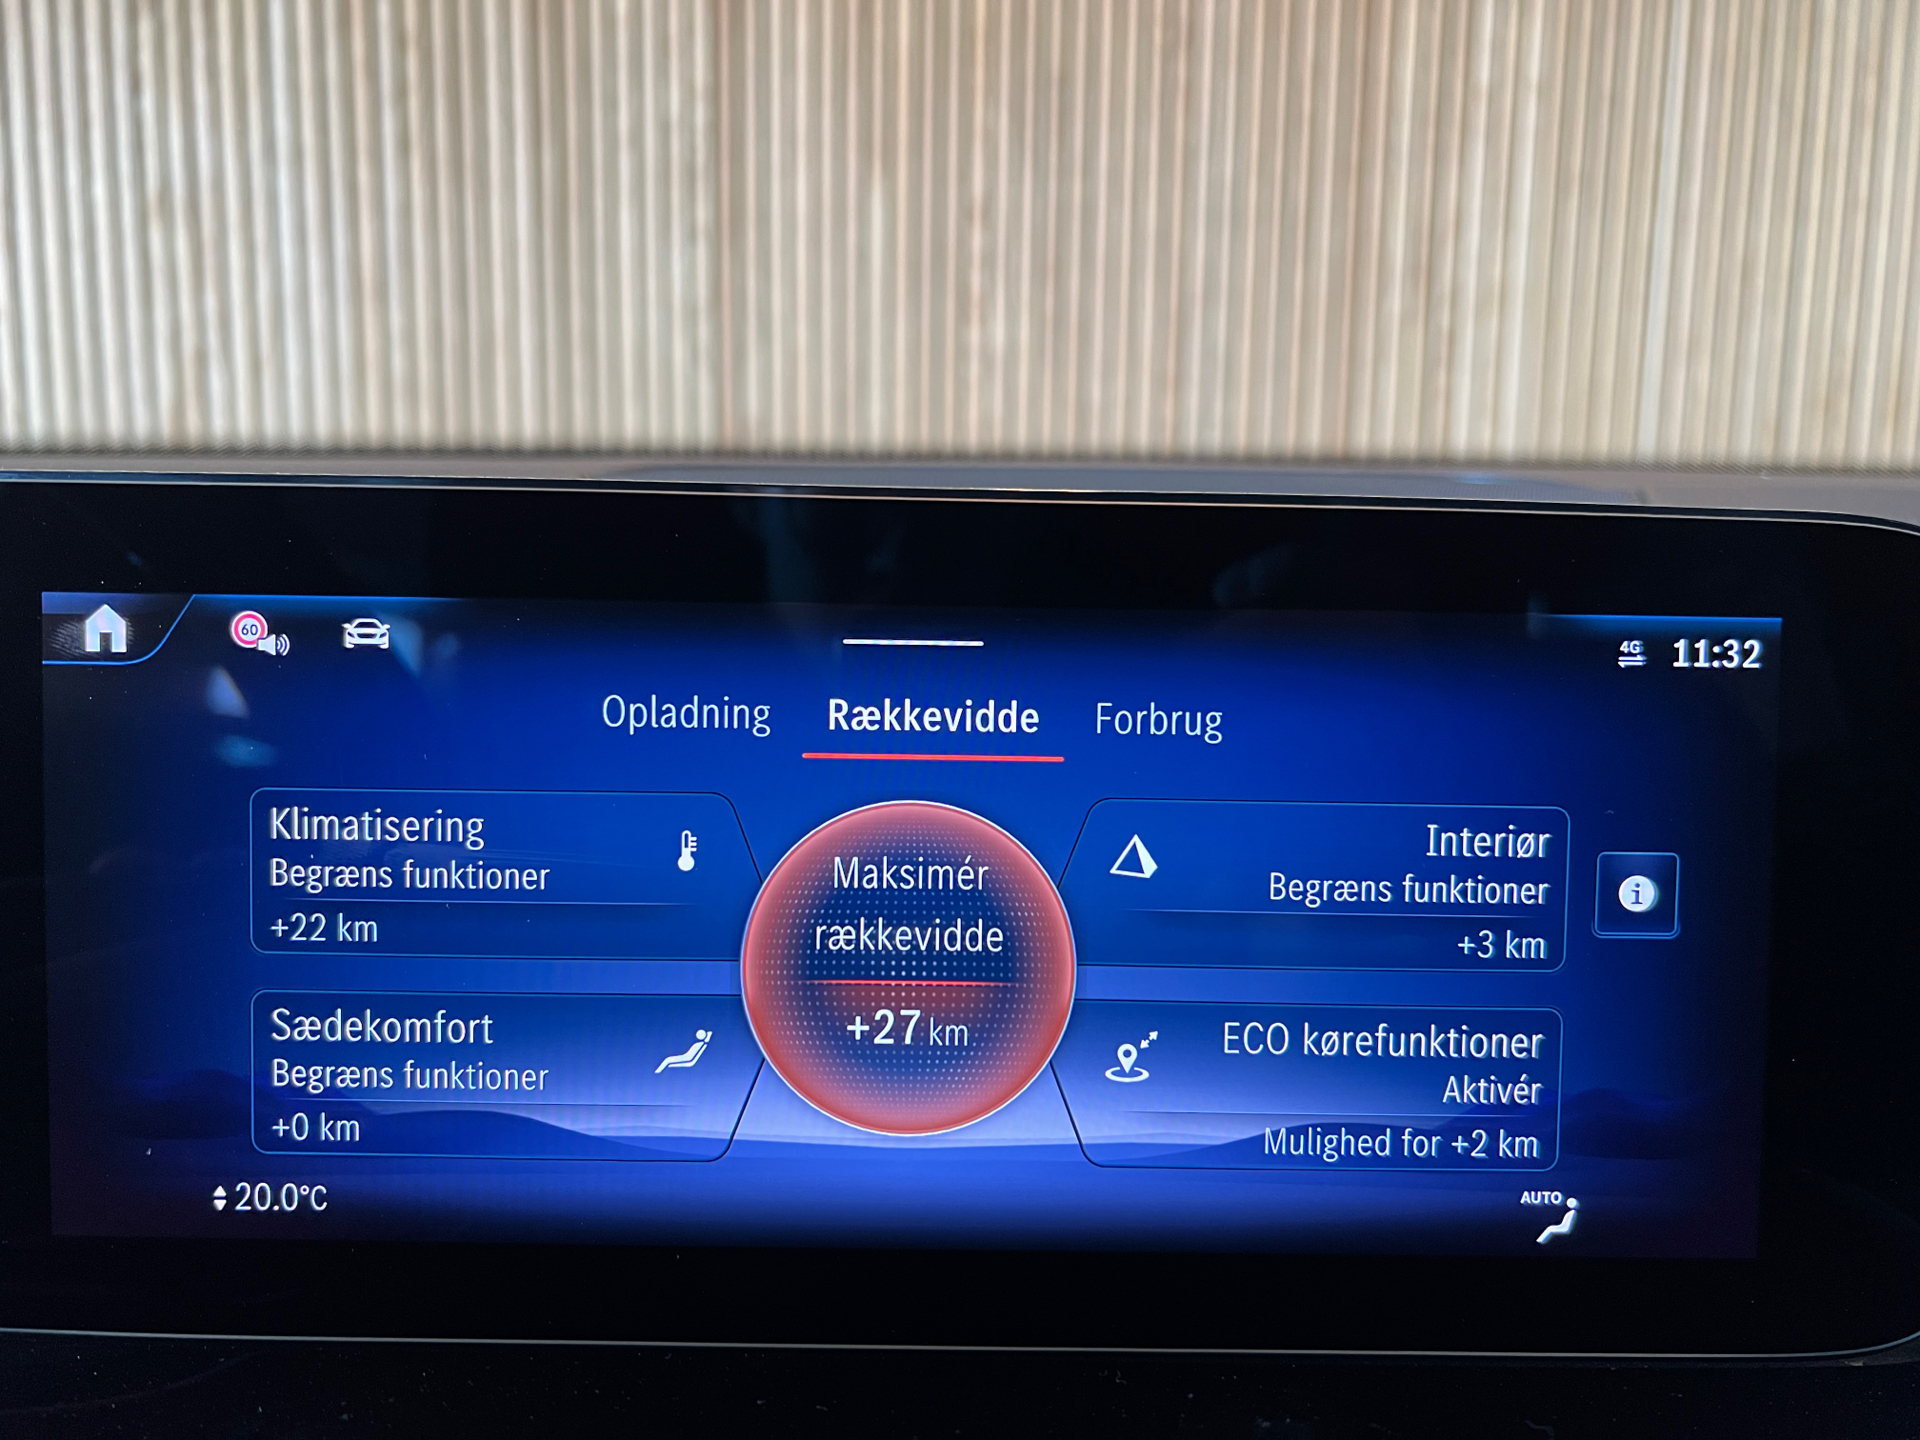 60
4G
11:32
Opladning
Rækkevidde
Forbrug
Klimatisering
Begræns funktioner
+22 km
Maksimér
rækkevidde
+27 km
Interiør
Begræns funktioner
+3 km
i
Sædekomfort
Begræns funktioner
+0 km
ECO kørefunktioner
Aktivér
Mulighed for +2 km
20.0°C
AUTO